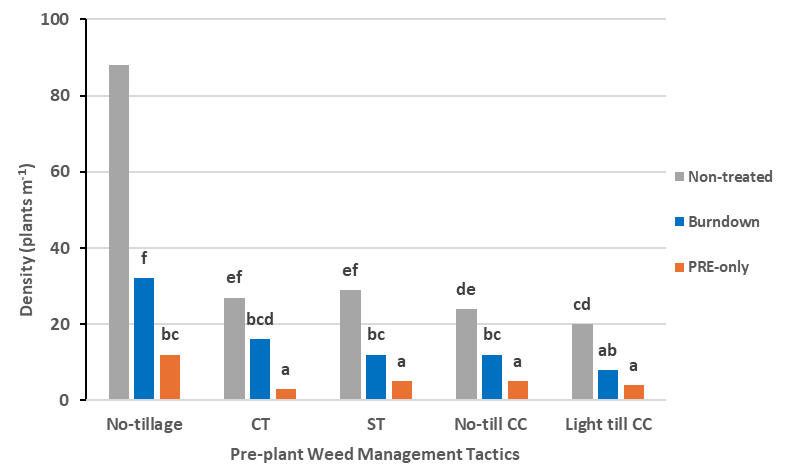 100
80
60
40
20
0
Density (plants m-1)
f
bc
ef
bcd
a
ef
bc
a
de
bc
a
cd
ab
a
No-tillage
CT
ST
No-till CC
Light till CC
Pre-plant Weed Management Tactics
Non-treated
Burndown
PRE-only